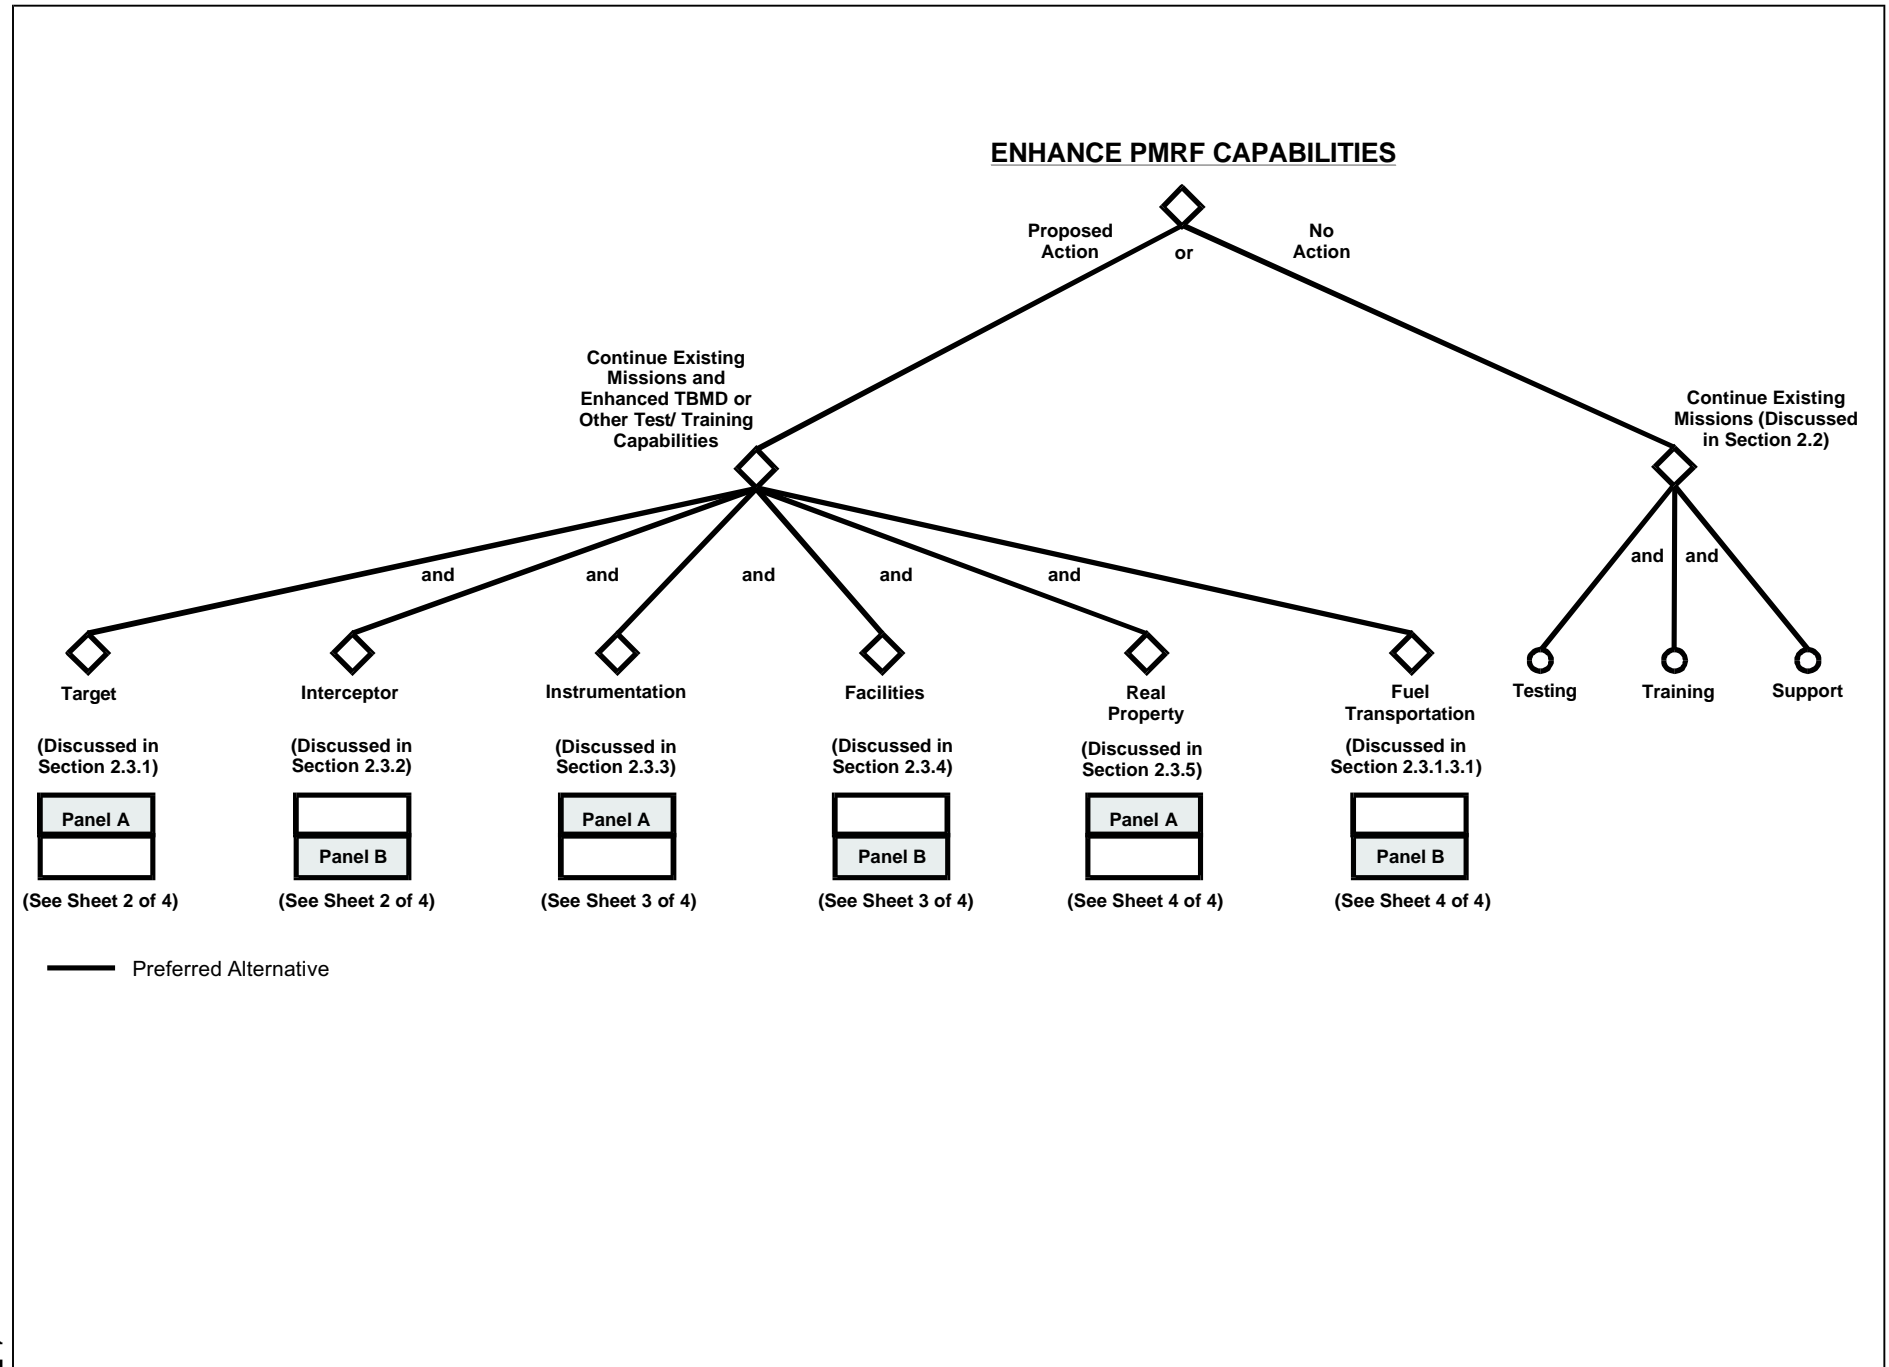 ENHANCE PMRF CAPABILITIES
Proposed
Action
or
No
Action
Continue Existing
Missions and
Enhanced TBMD or
Other Test/ Training
Capabilities
Continue Existing
Missions (Discussed
in Section 2.2)
and
and
and
and
and
and
and
Target
Interceptor
Instrumentation
Facilities
Real
Property
Fuel
Transportation
Testing
Training
Support
(Discussed in
Section 2.3.1)
(Discussed in
Section 2.3.2)
(Discussed in
Section 2.3.3)
(Discussed in
Section 2.3.4)
(Discussed in
Section 2.3.5)
(Discussed in
Section 2.3.1.3.1)
Panel A
Panel B
Panel A
Panel B
Panel A
Panel B
(See Sheet 2 of 4)
(See Sheet 2 of 4)
(See Sheet 3 of 4)
(See Sheet 3 of 4)
(See Sheet 4 of 4)
(See Sheet 4 of 4)
Preferred Alternative